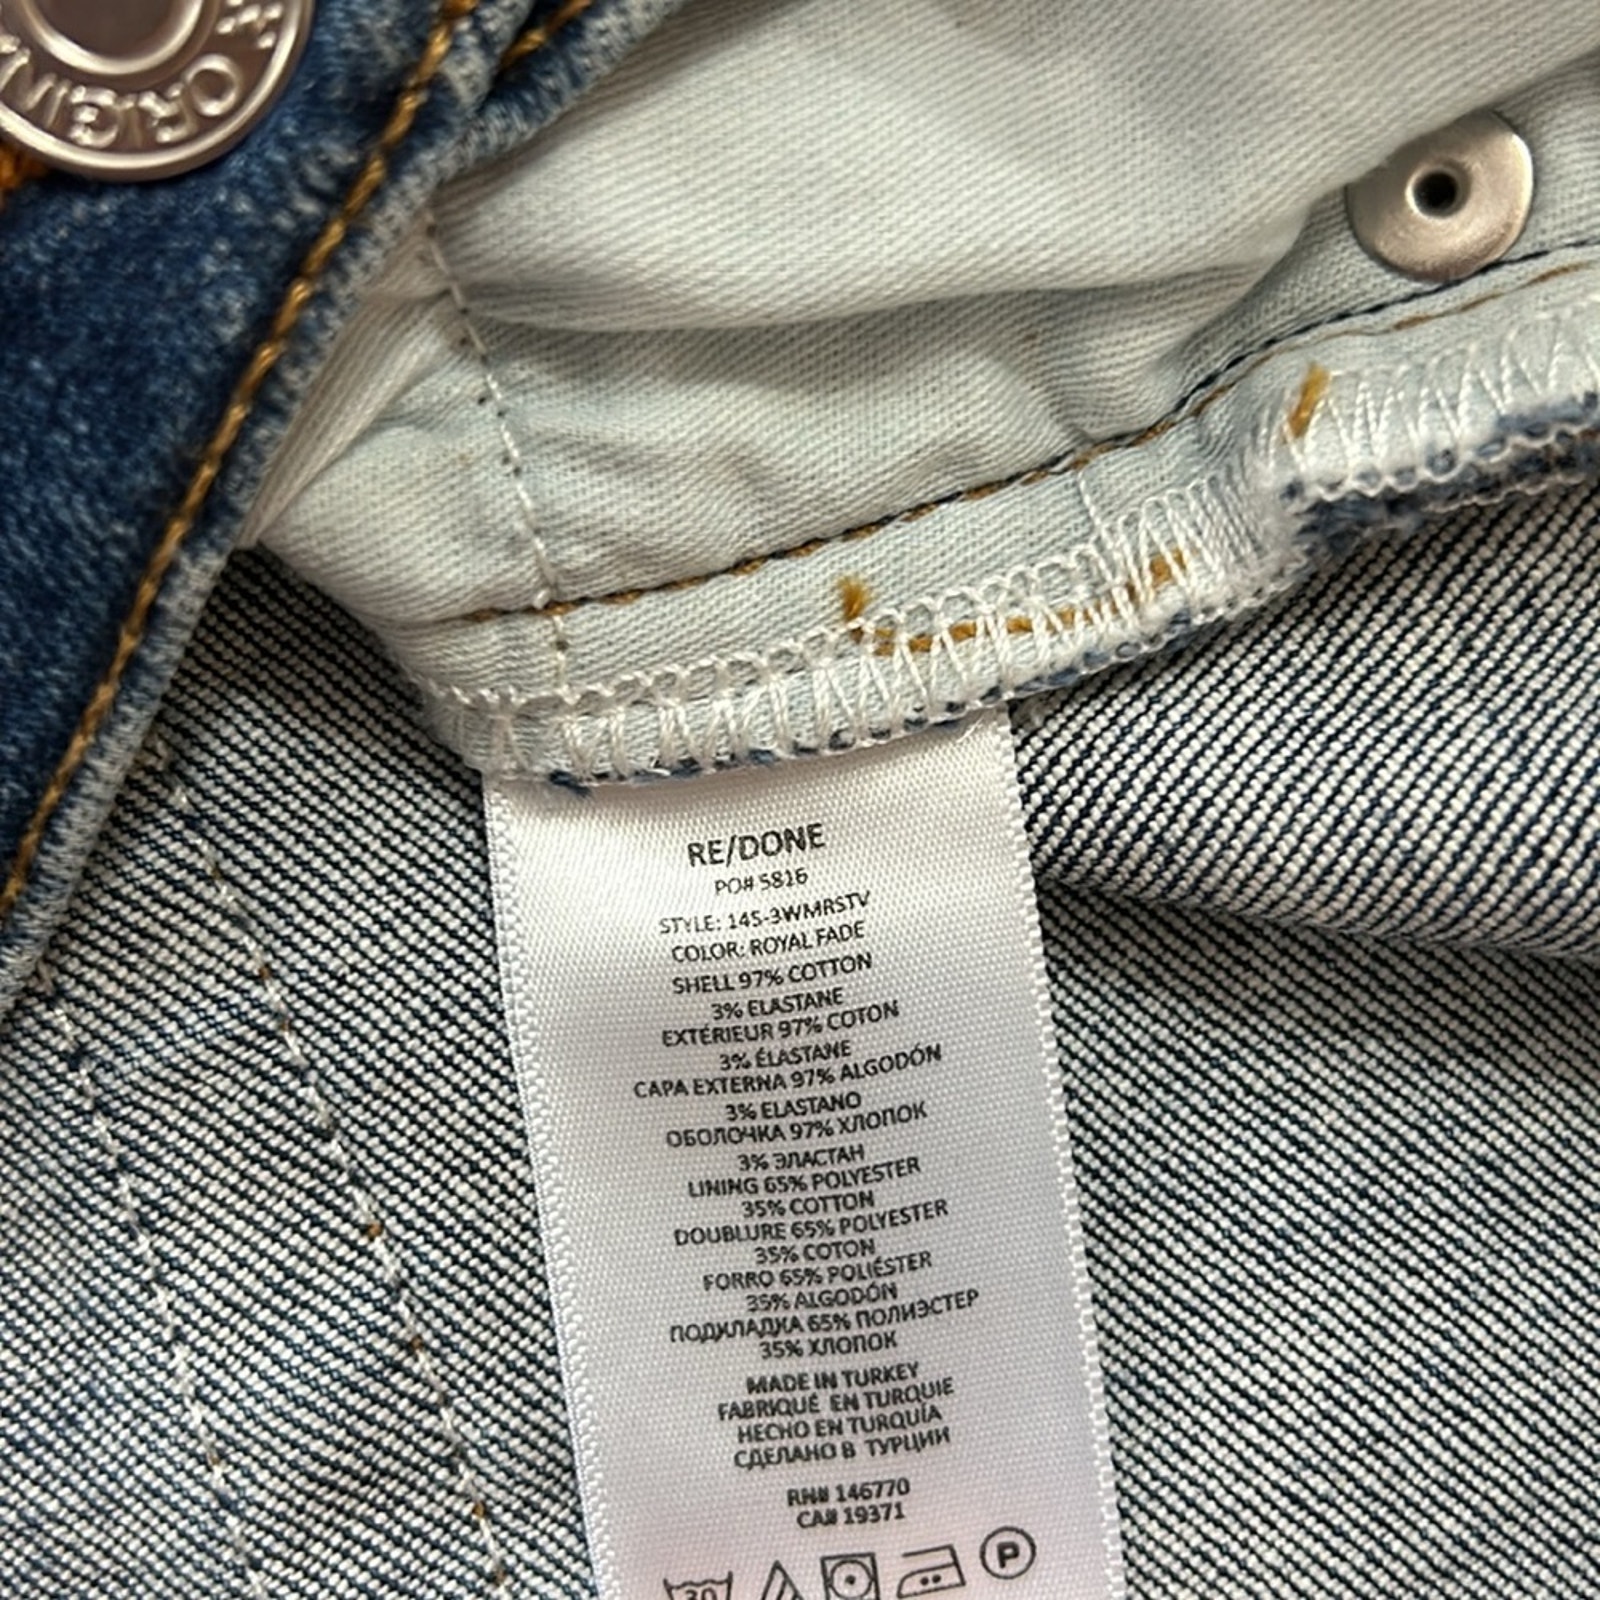 ORIGIN
RE/DONE
PO# 5816
STYLE: 145-3WMRSTV
COLOR: ROYAL FADE
SHELL 97% COTTON
3% ELASTANE
EXTÉRIEUR 97% COTON
3% ÉLASTANE
CAPA EXTERNA 97% ALGODÓN
3% ELASTANO
ОБОЛОЧКА 97% ХЛОПОК
3% ЭЛАСТАН
LINING 65% POLYESTER
35% COTTON
DOUBLURE 65% POLYESTER
35% COTON
FORRO 65% POLIÉSTER
35% ALGODÓN
ПОДКЛАДКА 65% ПОЛИЭСТЕР
35% ХЛОПОК
MADE IN TURKEY
FABRIQUÉ EN TURQUIE
HECHO EN TURQUÍA
СДЕЛАНО В ТУРЦИИ
RN# 146770
CA# 19371
30 P